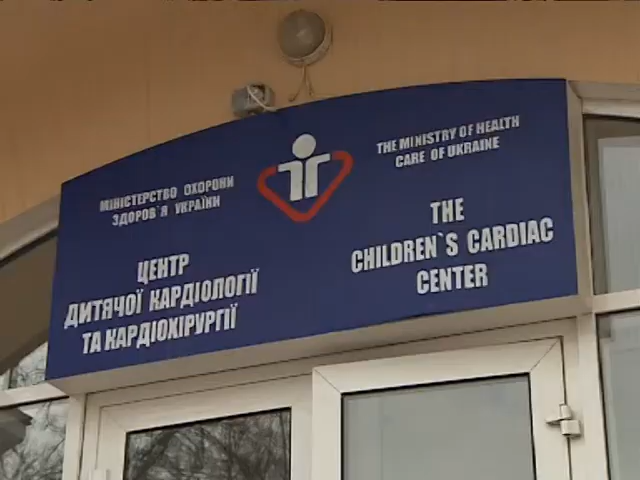 МІНІСТЕРСТВО ОХОРОНИ
ЗДОРОВ`Я УКРАЇНИ
ЦЕНТР
ДИТЯЧОЇ КАРДІОЛОГІЇ
ТА КАРДІОХІРУРГІЇ
THE MINISTRY OF HEALTH
CARE OF UKRAINE
THE
CHILDREN`S CARDIAC
CENTER